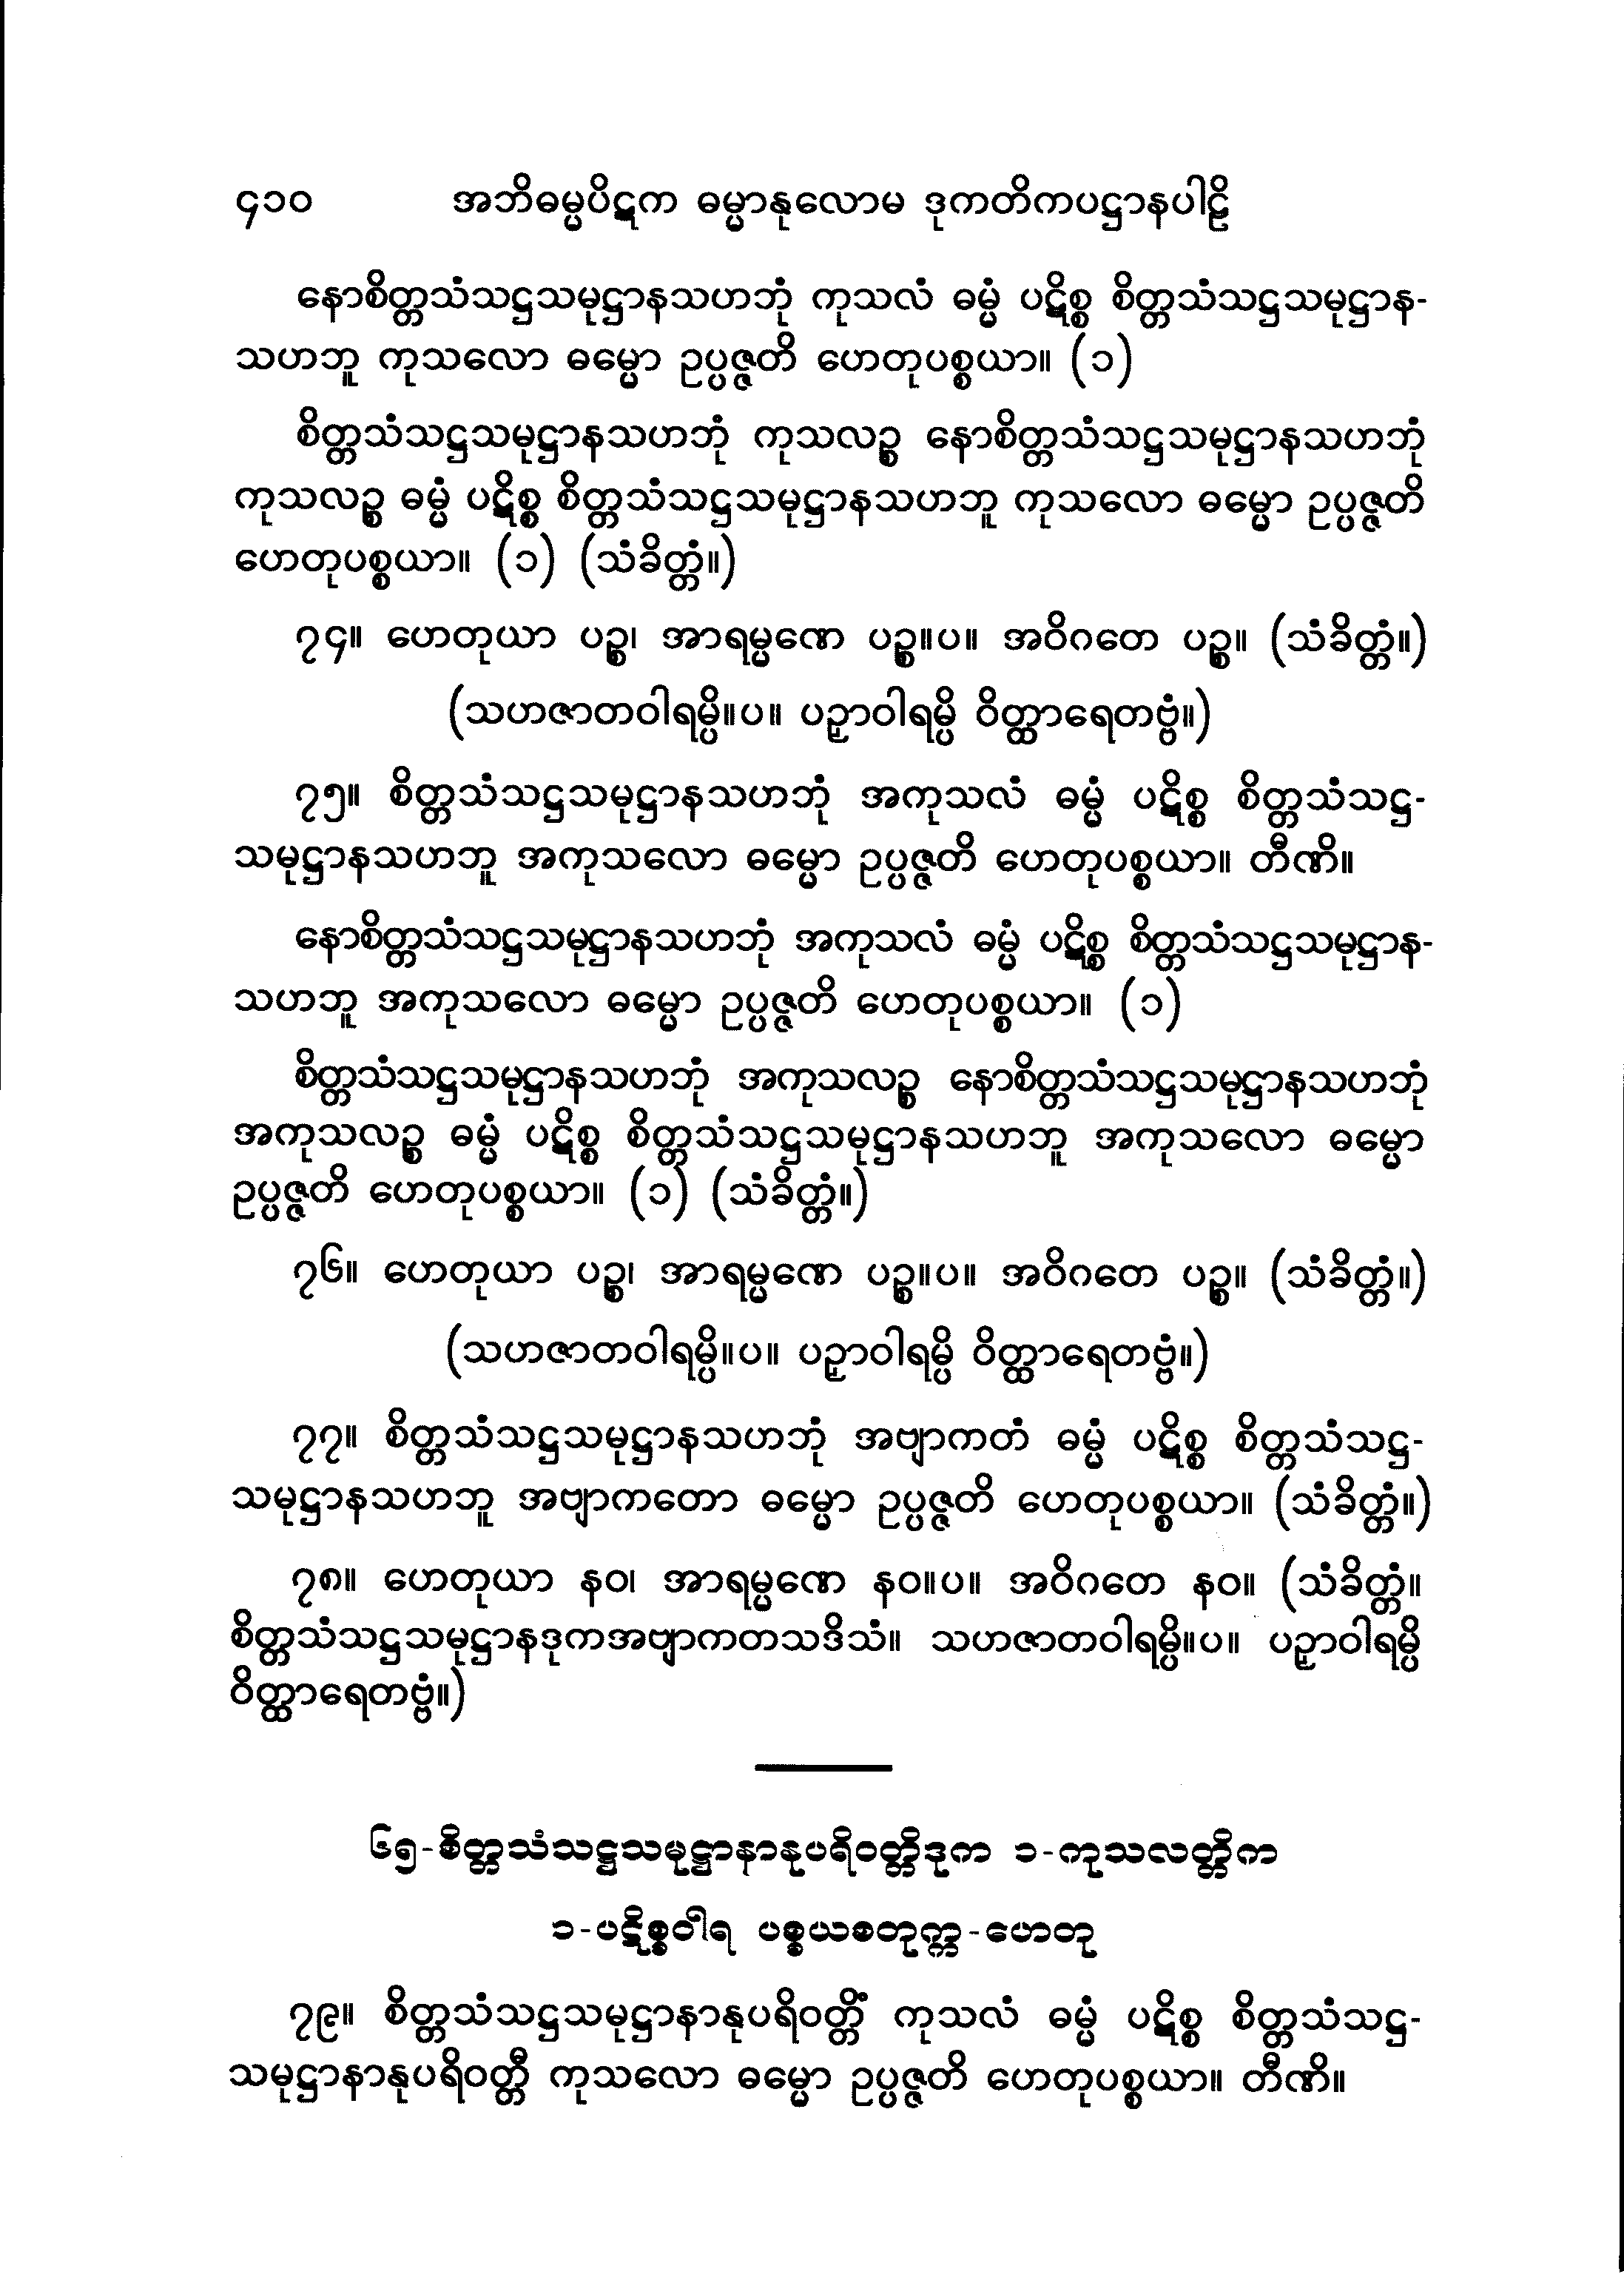 ၄၁၀ အဘိဓမ္မပိဋက ဓမ္မာနုလောမ ဒုကတိကပဋ္ဌာနပါဠိ
နောစိတ္တသံသဋ္ဌသမုဋ္ဌာနသဟဘုံ ကုသလံ ဓမ္မံ ပဋိစ္စ စိတ္တသံသဋ္ဌသမုဋ္ဌာန-
သဟဘူ ကုသလော ဓမ္မော ဥပ္ပဇ္ဇတိ ဟေတုပစ္စယာ။ (၁)
စိတ္တသံသဋ္ဌသမုဋ္ဌာနသဟဘုံ ကုသလဉ္စ နောစိတ္တသံသဋ္ဌသမုဋ္ဌာနသဟဘုံ
ကုသလဉ္စ ဓမ္မံ ပဋိစ္စ စိတ္တသံသဋ္ဌသမုဋ္ဌာနသဟဘူ ကုသလော ဓမ္မော ဥပ္ပဇ္ဇတိ
ဟေတုပစ္စယာ။ (၁) (သံခိတ္တံ။)
၇၄။ ဟေတုယာ ပဉ္စ၊ အာရမ္မဏေ ပဉ္စ။ပ။ အဝိဂတေ ပဉ္စ။ (သံခိတ္တံ။)
(သဟဇာတဝါရမ္ပိ။ပ။ ပဉှာဝါရမ္ပိ ဝိတ္ထာရေတဗ္ဗံ။)
၇၅။ စိတ္တသံသဋ္ဌသမုဋ္ဌာနသဟဘုံ အကုသလံ ဓမ္မံ ပဋိစ္စ စိတ္တသံသဋ္ဌ-
သမုဋ္ဌာနသဟဘူ အကုသလော ဓမ္မော ဥပ္ပဇ္ဇတိ ဟေတုပစ္စယာ။ တီဏိ။
နောစိတ္တသံသဋ္ဌသမုဋ္ဌာနသဟဘုံ အကုသလံ ဓမ္မံ ပဋိစ္စ စိတ္တသံသဋ္ဌသမုဋ္ဌာန-
သဟဘူ အကုသလော ဓမ္မော ဥပ္ပဇ္ဇတိ ဟေတုပစ္စယာ။ (၁)
စိတ္တသံသဋ္ဌသမုဋ္ဌာနသဟဘုံ အကုသလဉ္စ နောစိတ္တသံသဋ္ဌသမုဋ္ဌာနသဟဘုံ
အကုသလဉ္စ ဓမ္မံ ပဋိစ္စ စိတ္တသံသဋ္ဌသမုဋ္ဌာနသဟဘူ အကုသလော ဓမ္မော
ဥပ္ပဇ္ဇတိ ဟေတုပစ္စယာ။ (၁) (သံခိတ္တံ။)
၇၆။ ဟေတုယာ ပဉ္စ၊ အာရမ္မဏေ ပဉ္စ။ပ။ အဝိဂတေ ပဉ္စ။ (သံခိတ္တံ။)
(သဟဇာတဝါရမ္ပိ။ပ။ ပဉှာဝါရမ္ပိ ဝိတ္ထာရေတဗ္ဗံ။)
၇၇။ စိတ္တသံသဋ္ဌသမုဋ္ဌာနသဟဘုံ အဗျာကတံ ဓမ္မံ ပဋိစ္စ စိတ္တသံသဋ္ဌ-
သမုဋ္ဌာနသဟဘူ အဗျာကတော ဓမ္မော ဥပ္ပဇ္ဇတိ ဟေတုပစ္စယာ။ (သံခိတ္တံ။)
၇၈။ ဟေတုယာ နဝ၊ အာရမ္မဏေ နဝ။ပ။ အဝိဂတေ နဝ။ (သံခိတ္တံ။
စိတ္တသံသဋ္ဌသမုဋ္ဌာနဒုကအဗျာကတသဒိသံ။ သဟဇာတဝါရမ္ပိ။ပ။ ပဉှာဝါရမ္ပိ
ဝိတ္ထာရေတဗ္ဗံ။)
၆၅-စိတ္တသံသဋ္ဌသမုဋ္ဌာနာနုပရိဝတ္တိဒုက ၁-ကုသလတ္တိက
၁-ပဋိစ္စဝါရ ပစ္စယစတုက္က-ဟေတု
၇၉။ စိတ္တသံသဋ္ဌသမုဋ္ဌာနာနုပရိဝတ္တိံ ကုသလံ ဓမ္မံ ပဋိစ္စ စိတ္တသံသဋ္ဌ-
သမုဋ္ဌာနာနုပရိဝတ္တီ ကုသလော ဓမ္မော ဥပ္ပဇ္ဇတိ ဟေတုပစ္စယာ။ တီဏိ။